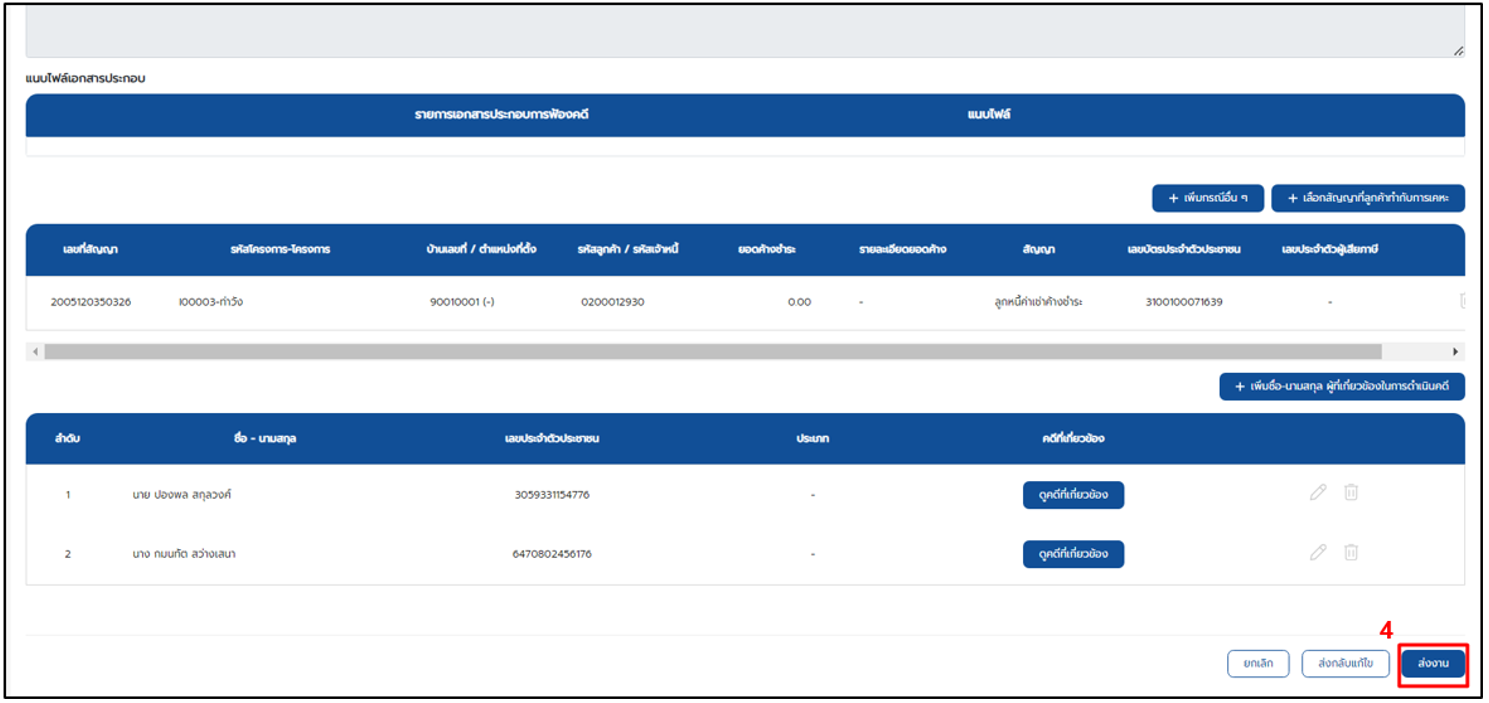 แนบไฟล์เอกสารประกอบ
รายการเอกสารประกอบการฟ้องคดี แนบไฟล์
+ เพิ่มกรณีอื่น ๆ + เลือกสัญญาที่ลูกค้าทำกับการเคหะ
เลขที่สัญญา รหัสโครงการ-โครงการ บ้านเลขที่ / ตำแหน่งที่ตั้ง รหัสลูกค้า / รหัสเจ้าหนี้ ยอดค้างชำระ รายละเอียดยอดค้าง สัญญา เลขบัตรประจำตัวประชาชน เลขประจำตัวผู้เสียภาษี
2005120350326 I00003-ท่าวัง 90010001 (-) 0200012930 0.00 - ลูกหนี้ค่าเช่าค้างชำระ 3100100071639 -
+ เพิ่มชื่อ-นามสกุล ผู้ที่เกี่ยวข้องในการดำเนินคดี
ลำดับ ชื่อ - นามสกุล เลขประจำตัวประชาชน ประเภท คดีที่เกี่ยวข้อง
1 นาย ปองพล สกุลวงศ์ 3059331154776 - ดูคดีที่เกี่ยวข้อง
2 นาง กมนทัต สว่างเสนา 6470802456176 - ดูคดีที่เกี่ยวข้อง
4
ยกเลิก ส่งกลับแก้ไข ส่งงาน